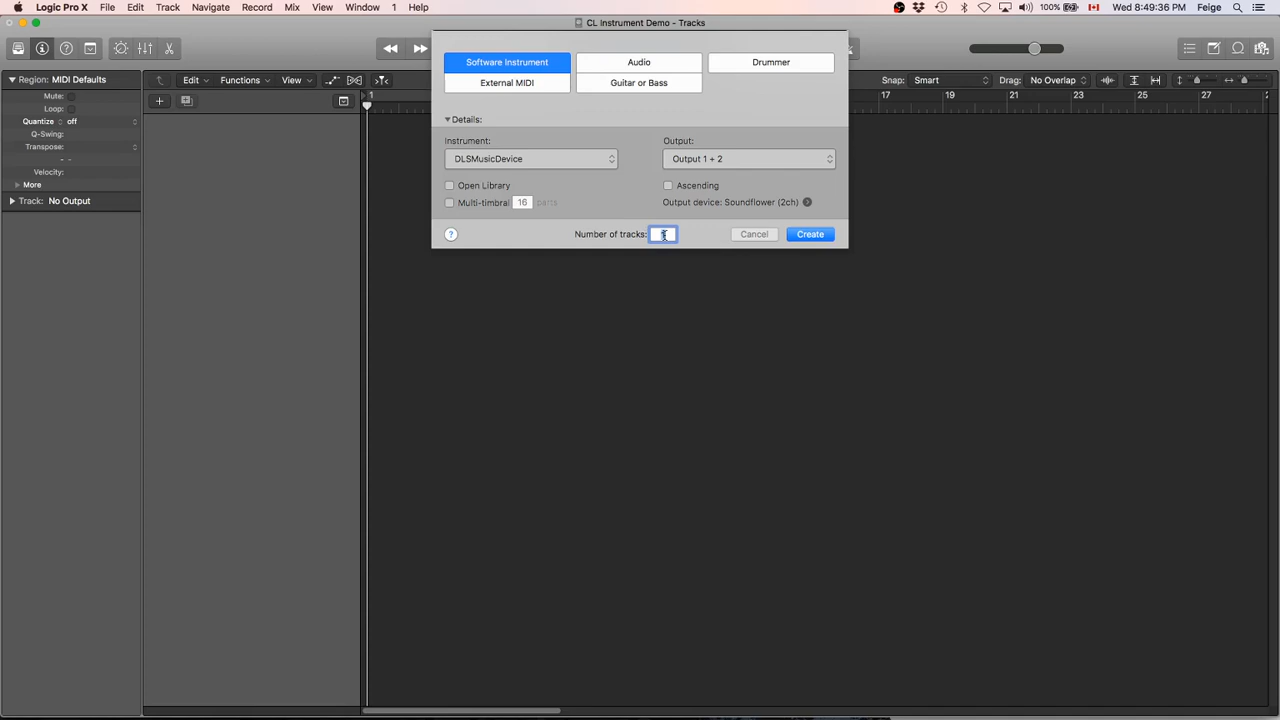 Logic Pro X File Edit Track Navigate Record Mix View Window 1 Help 100% Wed 8:49:36 PM Feige
CL Instrument Demo - Tracks
Software Instrument Audio Drummer
External MIDI Guitar or Bass
Region: MIDI Defaults
Edit Functions View
Snap: Smart Drag: No Overlap
Mute:
1 17 19 21 23 25 27
Loop:
Quantize off
Q-Swing:
Transpose:
Velocity:
More
Track: No Output
Details:
Instrument: Output:
DLSMusicDevice Output 1 + 2
Open Library Ascending
Multi-timbral 16 parts Output device: Soundflower (2ch)
? Number of tracks: Cancel Create